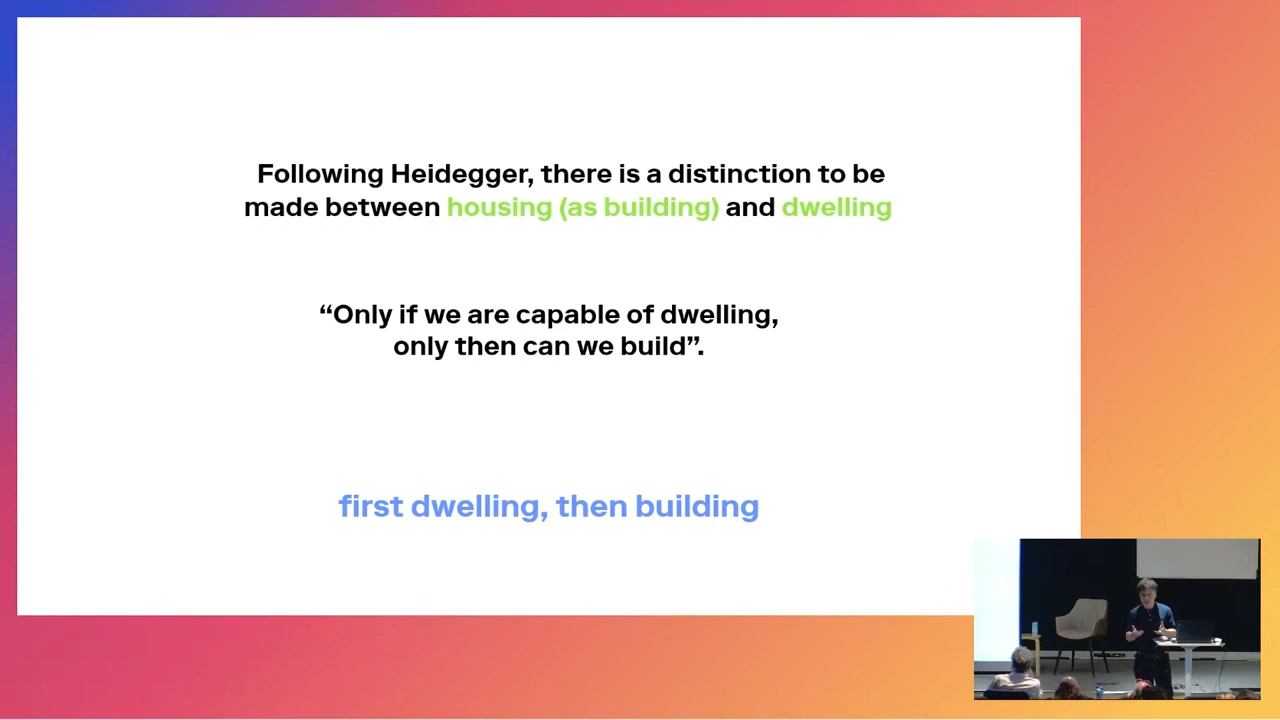 Following Heidegger, there is a distinction to be
made between housing (as building) and dwelling
“Only if we are capable of dwelling,
only then can we build”.
first dwelling, then building